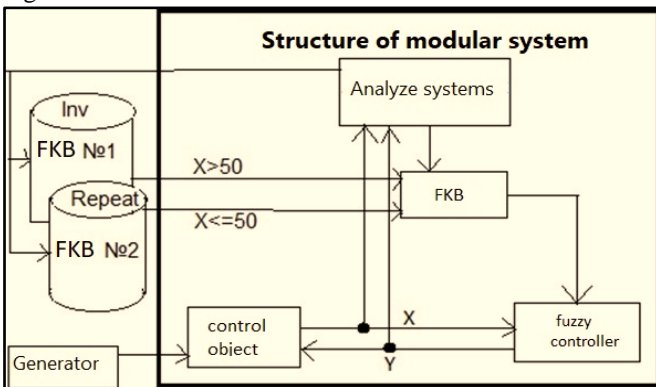 Structure of modular system
Analyze systems
Inv
FKB №1
X>50
FKB
Repeat
X<=50
FKB №2
control
object
X
fuzzy
controller
Generator
Y